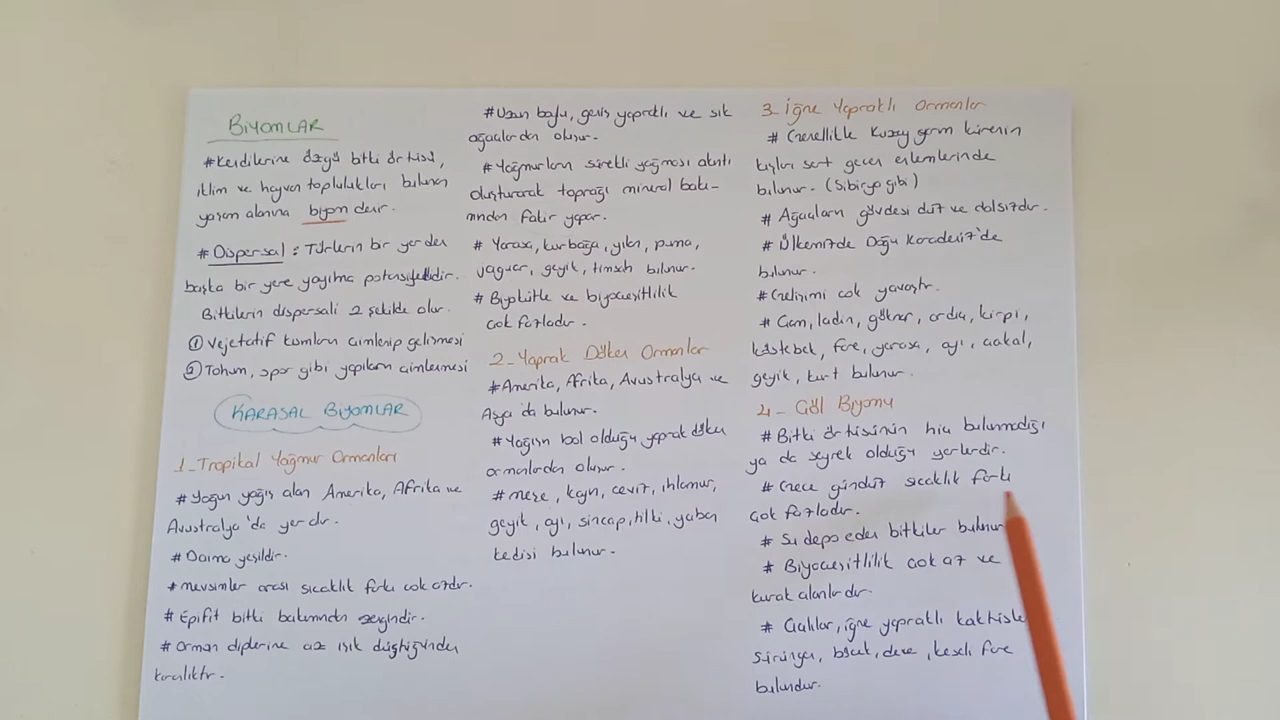 BİYOMLAR
#Kendilerine özgü bitki örtüsü,
iklim ve hayvan toplulukları bulunan
yaşam alanına biyom denir.
#Dispersal: Türlerin bir yerden
başka bir yere yayılma potansiyelidir.
Bitkilerin dispersali 2 şekilde olur.
① Vejetatif kısımların çimlenip gelişmesi
② Tohum, spor gibi yapıların çimlenmesi
KARASAL BİYOMLAR
1-Tropikal Yağmur Ormanları
#Yoğun yağış alan Amerika, Afrika ve
Avustralya'da yer alır.
#Daima yeşildir.
#mevsimler arası sıcaklık farkı çok azdır.
#Epifit bitki bakımından zengindir.
#Orman diplerine az ışık düştüğünden
karanlıktır.
#Uzun boylu, geniş yapraklı ve sık
ağaçlardan oluşur.
#Yağmurların sürekli yağması akıntı
oluşturarak toprağı mineral bakı-
mından fakir yapar.
#Yarasa, kurbağa, yılan, puma,
jaguar, geyik, timsah bulunur.
#Biyokütle ve biyoçeşitlilik
çok fazladır.
2-Yaprak Döken Ormanlar
#Amerika, Afrika, Avustralya ve
Asya'da bulunur.
#Yağışın bol olduğu yaprak döken
ormanlardan oluşur.
#meşe, kayın, ceviz, ıhlamur,
geyik, ayı, sincap, tilki, yaban
kedisi bulunur.
3-İğne Yapraklı Ormanlar
#Genellikle Kuzey yarım kürenin
kışları sert geçen enlemlerinde
bulunur. (Sibirya gibi)
#Ağaçların gövdesi düz ve dalsızdır.
#Ülkemizde Doğu Karadeniz'de
bulunur.
#Gelişimi çok yavaştır.
#Çam, ladin, göknar, ardıç, kirpi,
köstebek, fare, yarasa, ayı, çakal,
geyik, kurt bulunur.
4- Çöl Biyomu
#Bitki örtüsünün hiç bulunmadığı
ya da seyrek olduğu yerlerdir.
#Gece gündüz sıcaklık farkı
çok fazladır.
#Su depo eden bitkiler bulunur
#Biyoçeşitlilik çok az ve
kurak alanlardır.
#Çalılar, iğne yapraklı
Sürüngen, böcek, deve, keseli fare
bulunur.